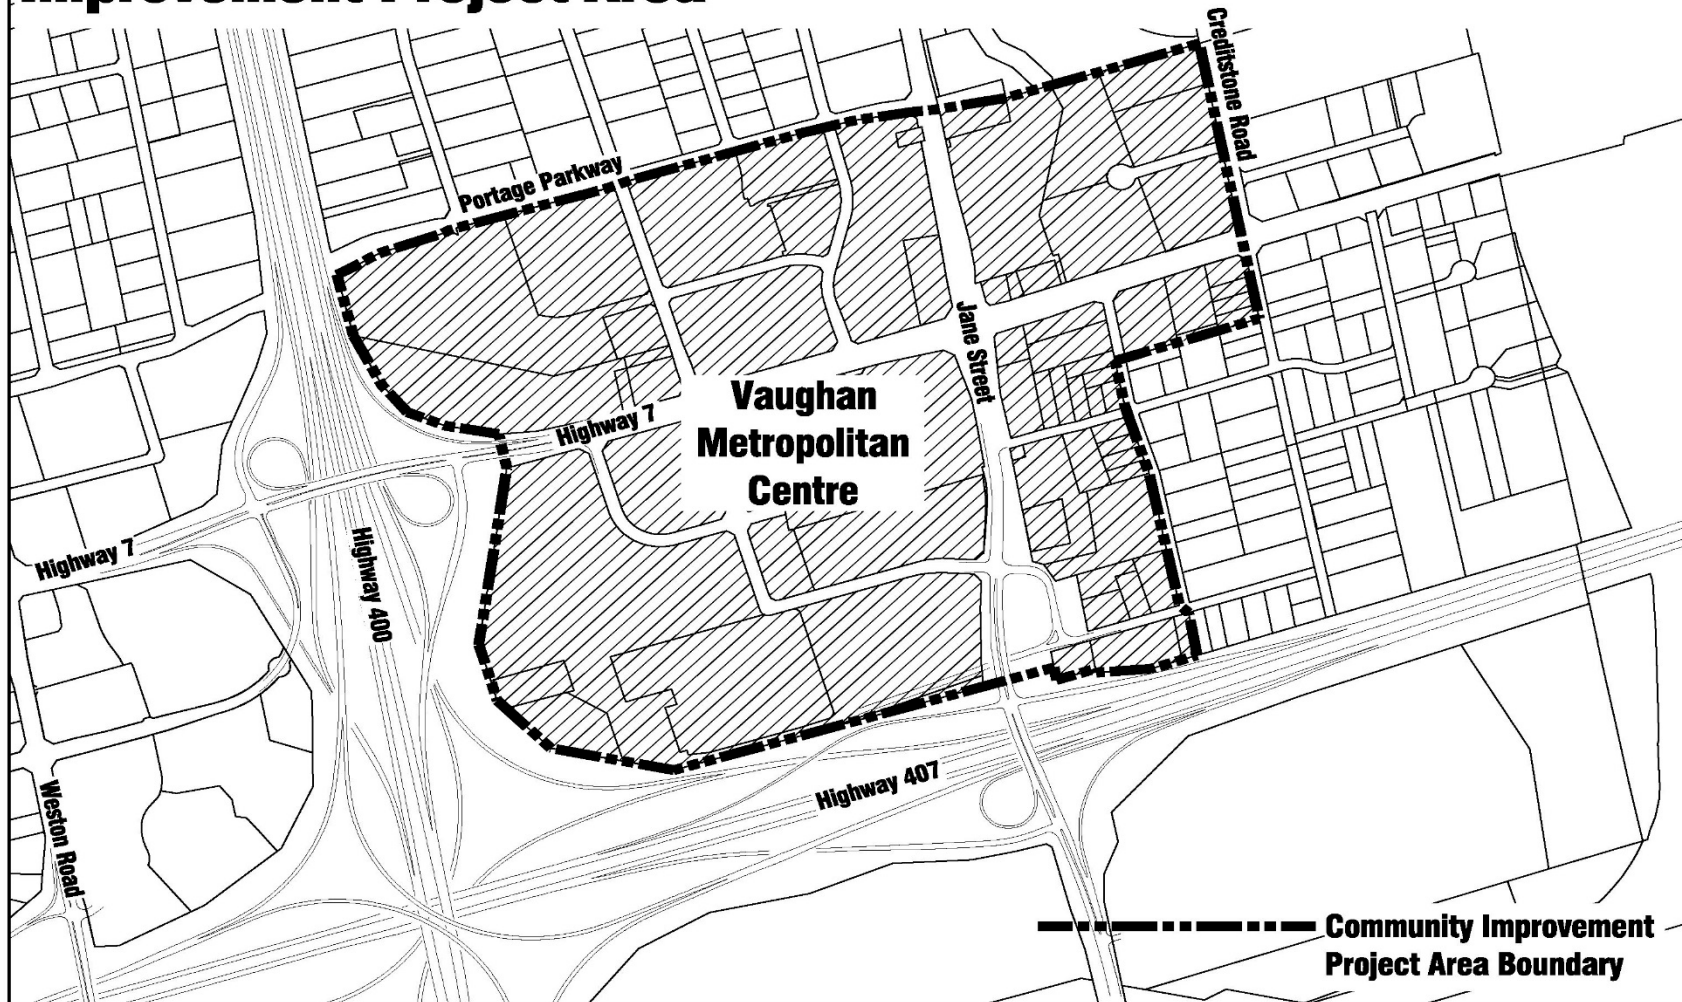 Improvement Project Area
Creditstone Road
Portage Parkway
Jane Street
Vaughan
Metropolitan
Centre
Highway 7
Highway 7
Highway 400
Highway 407
Weston Road
Community Improvement
Project Area Boundary